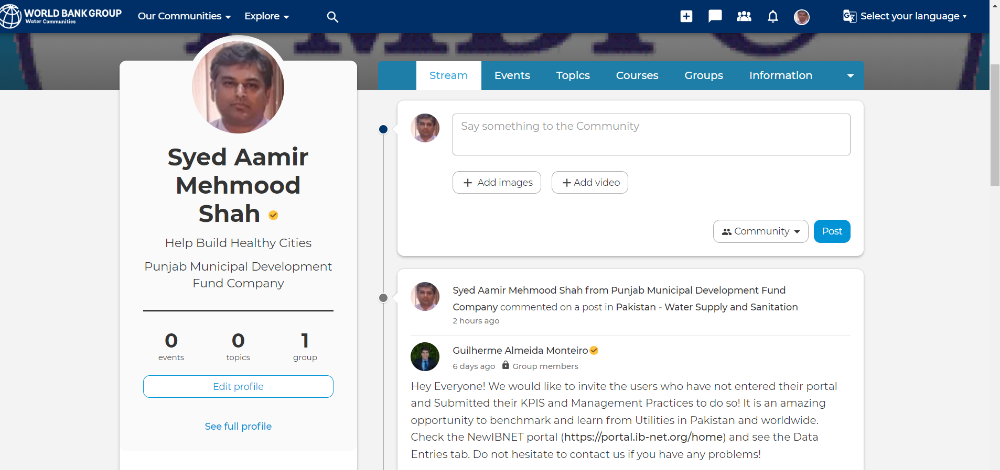 WORLD BANK GROUP
Water Communities
Our Communities
Explore
Select your language
Stream
Events
Topics
Courses
Groups
Information
Syed Aamir
Mehmood
Shah
Help Build Healthy Cities
Punjab Municipal Development
Fund Company
0
events
0
topics
1
group
Edit profile
See full profile
Say something to the Community
+ Add images
+ Add video
Community
Post
Syed Aamir Mehmood Shah from Punjab Municipal Development Fund
Company commented on a post in Pakistan - Water Supply and Sanitation
2 hours ago
Guilherme Almeida Monteiro
6 days ago Group members
Hey Everyone! We would like to invite the users who have not entered their portal
and Submitted their KPIS and Management Practices to do so! It is an amazing
opportunity to benchmark and learn from Utilities in Pakistan and worldwide.
Check the NewIBNET portal (https://portal.ib-net.org/home) and see the Data
Entries tab. Do not hesitate to contact us if you have any problems!